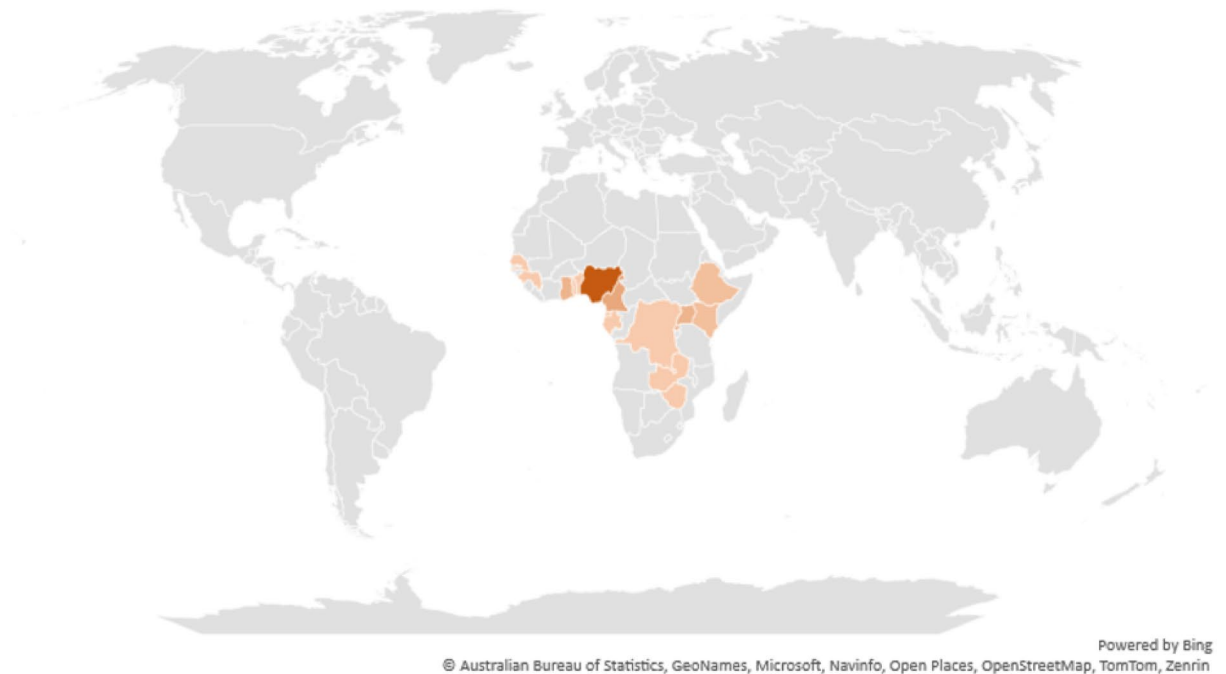 Powered by Bing
© Australian Bureau of Statistics, GeoNames, Microsoft, Navinfo, Open Places, OpenStreetMap, TomTom, Zenrin